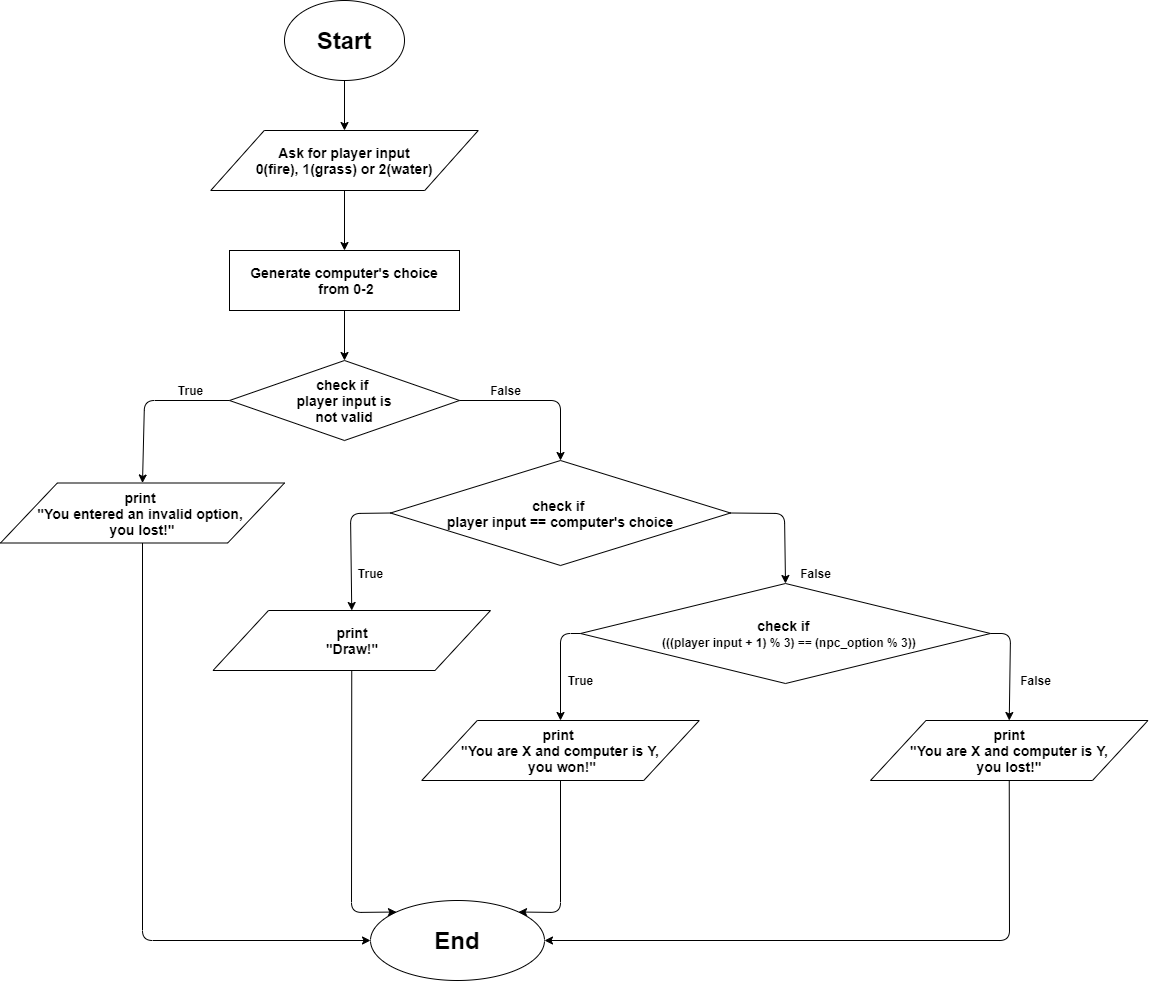 Start
Ask for player input
0(fire), 1(grass) or 2(water)
Generate computer's choice
from 0-2
check if
player input is
not valid
True
False
print
"You entered an invalid option,
you lost!"
check if
player input == computer's choice
True
False
print
"Draw!"
check if
(((player input + 1) % 3) == (npc_option % 3))
True
False
print
"You are X and computer is Y,
you won!"
print
"You are X and computer is Y,
you lost!"
End